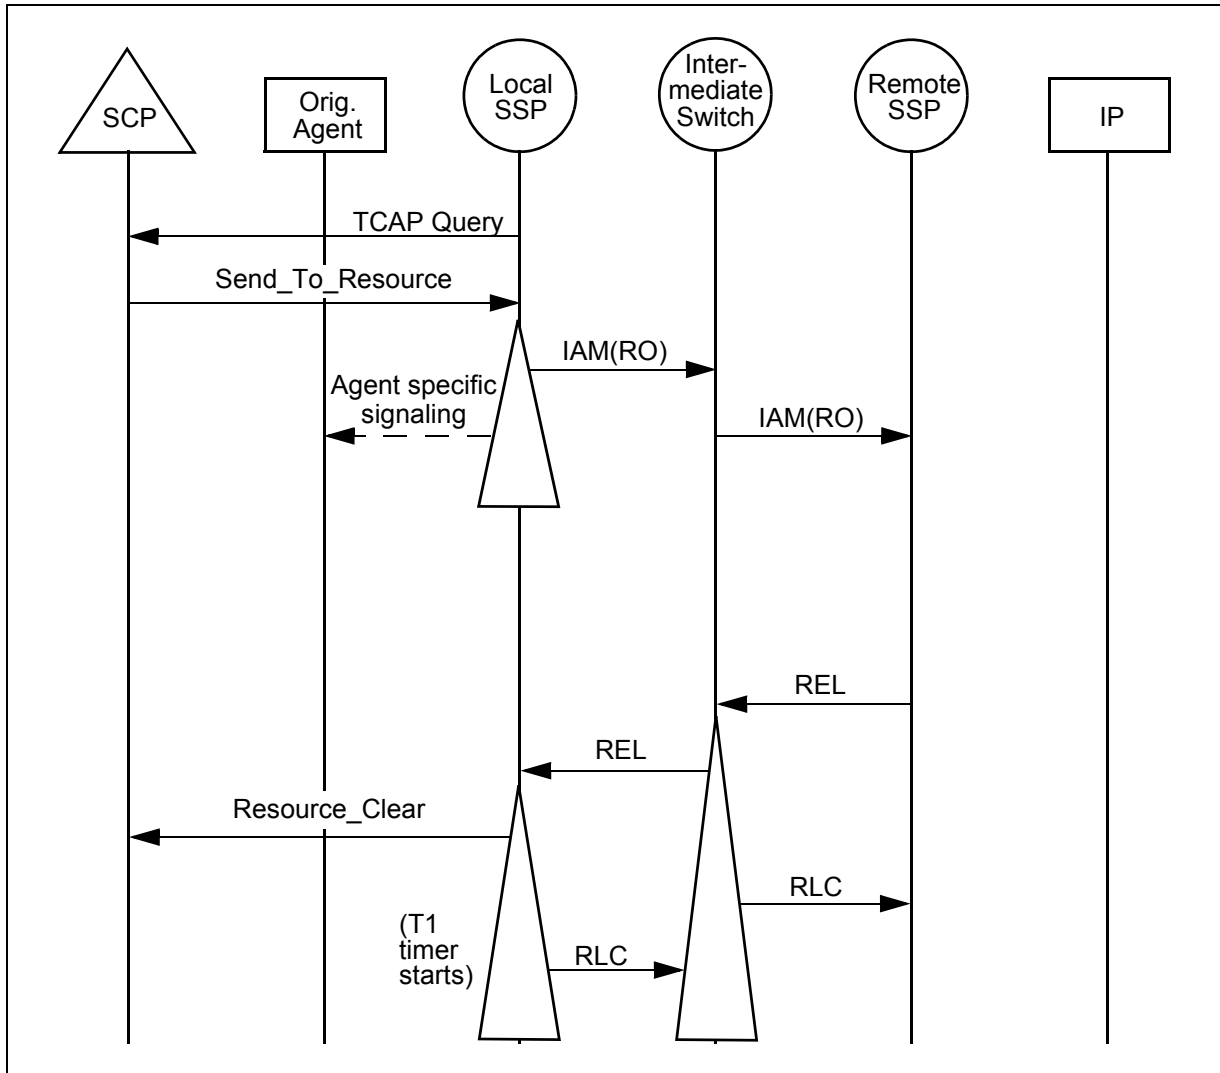 SCP
Orig.
Agent
Local
SSP
Inter-
mediate
Switch
Remote
SSP
IP
TCAP Query
Send_To_Resource
IAM(RO)
Agent specific
signaling
IAM(RO)
REL
REL
Resource_Clear
RLC
(T1
timer
starts)
RLC